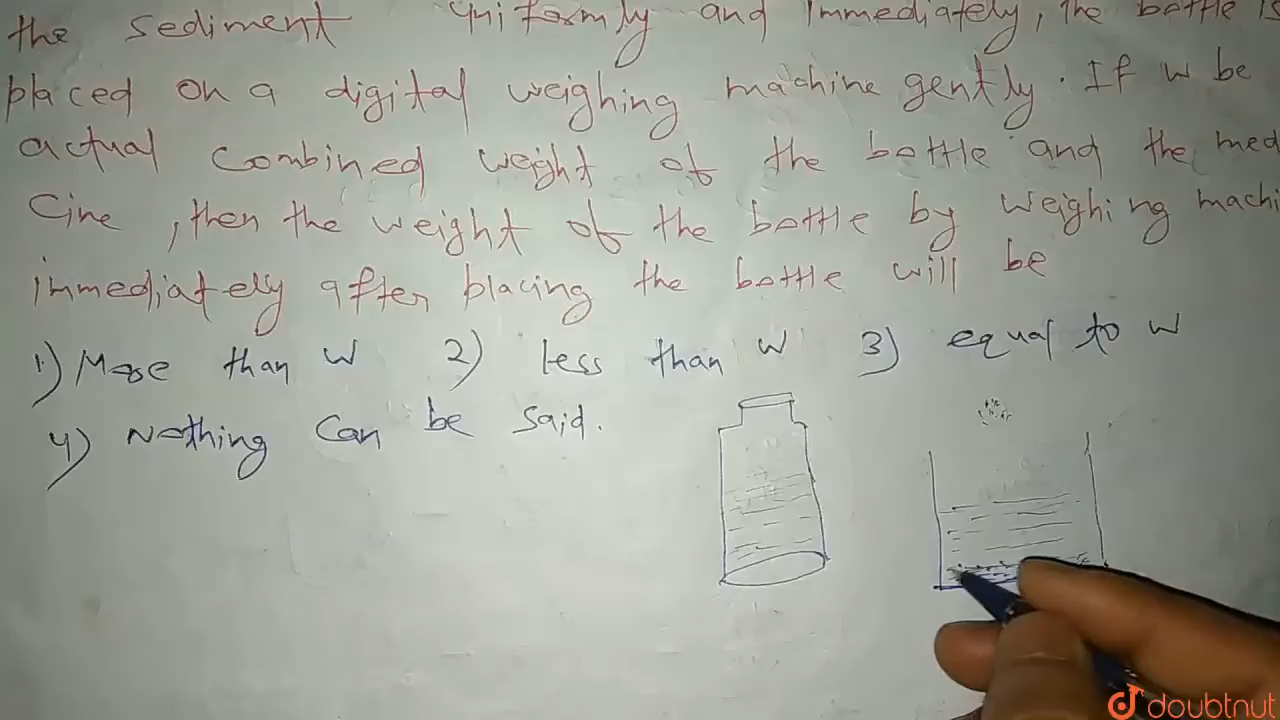 the sediment uniformly and immediately, the bottle is
placed on a digital weighing machine gently. If w be
actual combined weight of the bottle and the med
cine, then the weight of the bottle by weighing machi
immediately after placing the bottle will be
1.) More than W 2) less than W 3) equal to W
4) Nothing can be said.
doubtnut